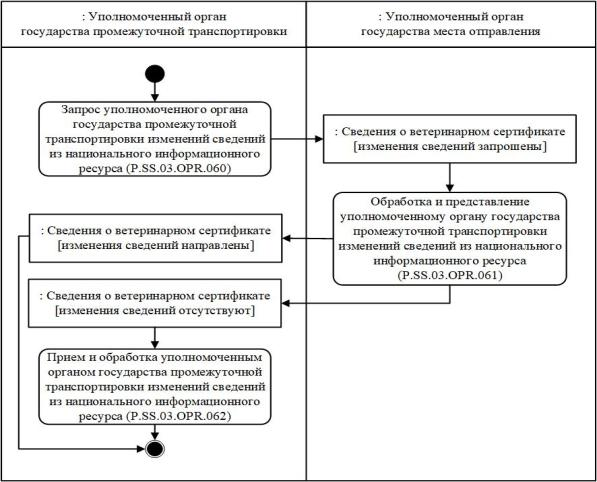 : Уполномоченный орган
государства промежуточной транспортировки
: Уполномоченный орган
государства места отправления
Запрос уполномоченного органа
государства промежуточной
транспортировки изменений сведений
из национального информационного
ресурса (P.SS.03.OPR.060)
: Сведения о ветеринарном сертификате
[изменения сведений запрошены]
Обработка и представление
уполномоченному органу государства
промежуточной транспортировки
изменений сведений из национального
информационного ресурса
(P.SS.03.OPR.061)
: Сведения о ветеринарном сертификате
[изменения сведений направлены]
: Сведения о ветеринарном сертификате
[изменения сведений отсутствуют]
Прием и обработка уполномоченным
органом государства промежуточной
транспортировки изменений сведений
из национального информационного
ресурса (P.SS.03.OPR.062)